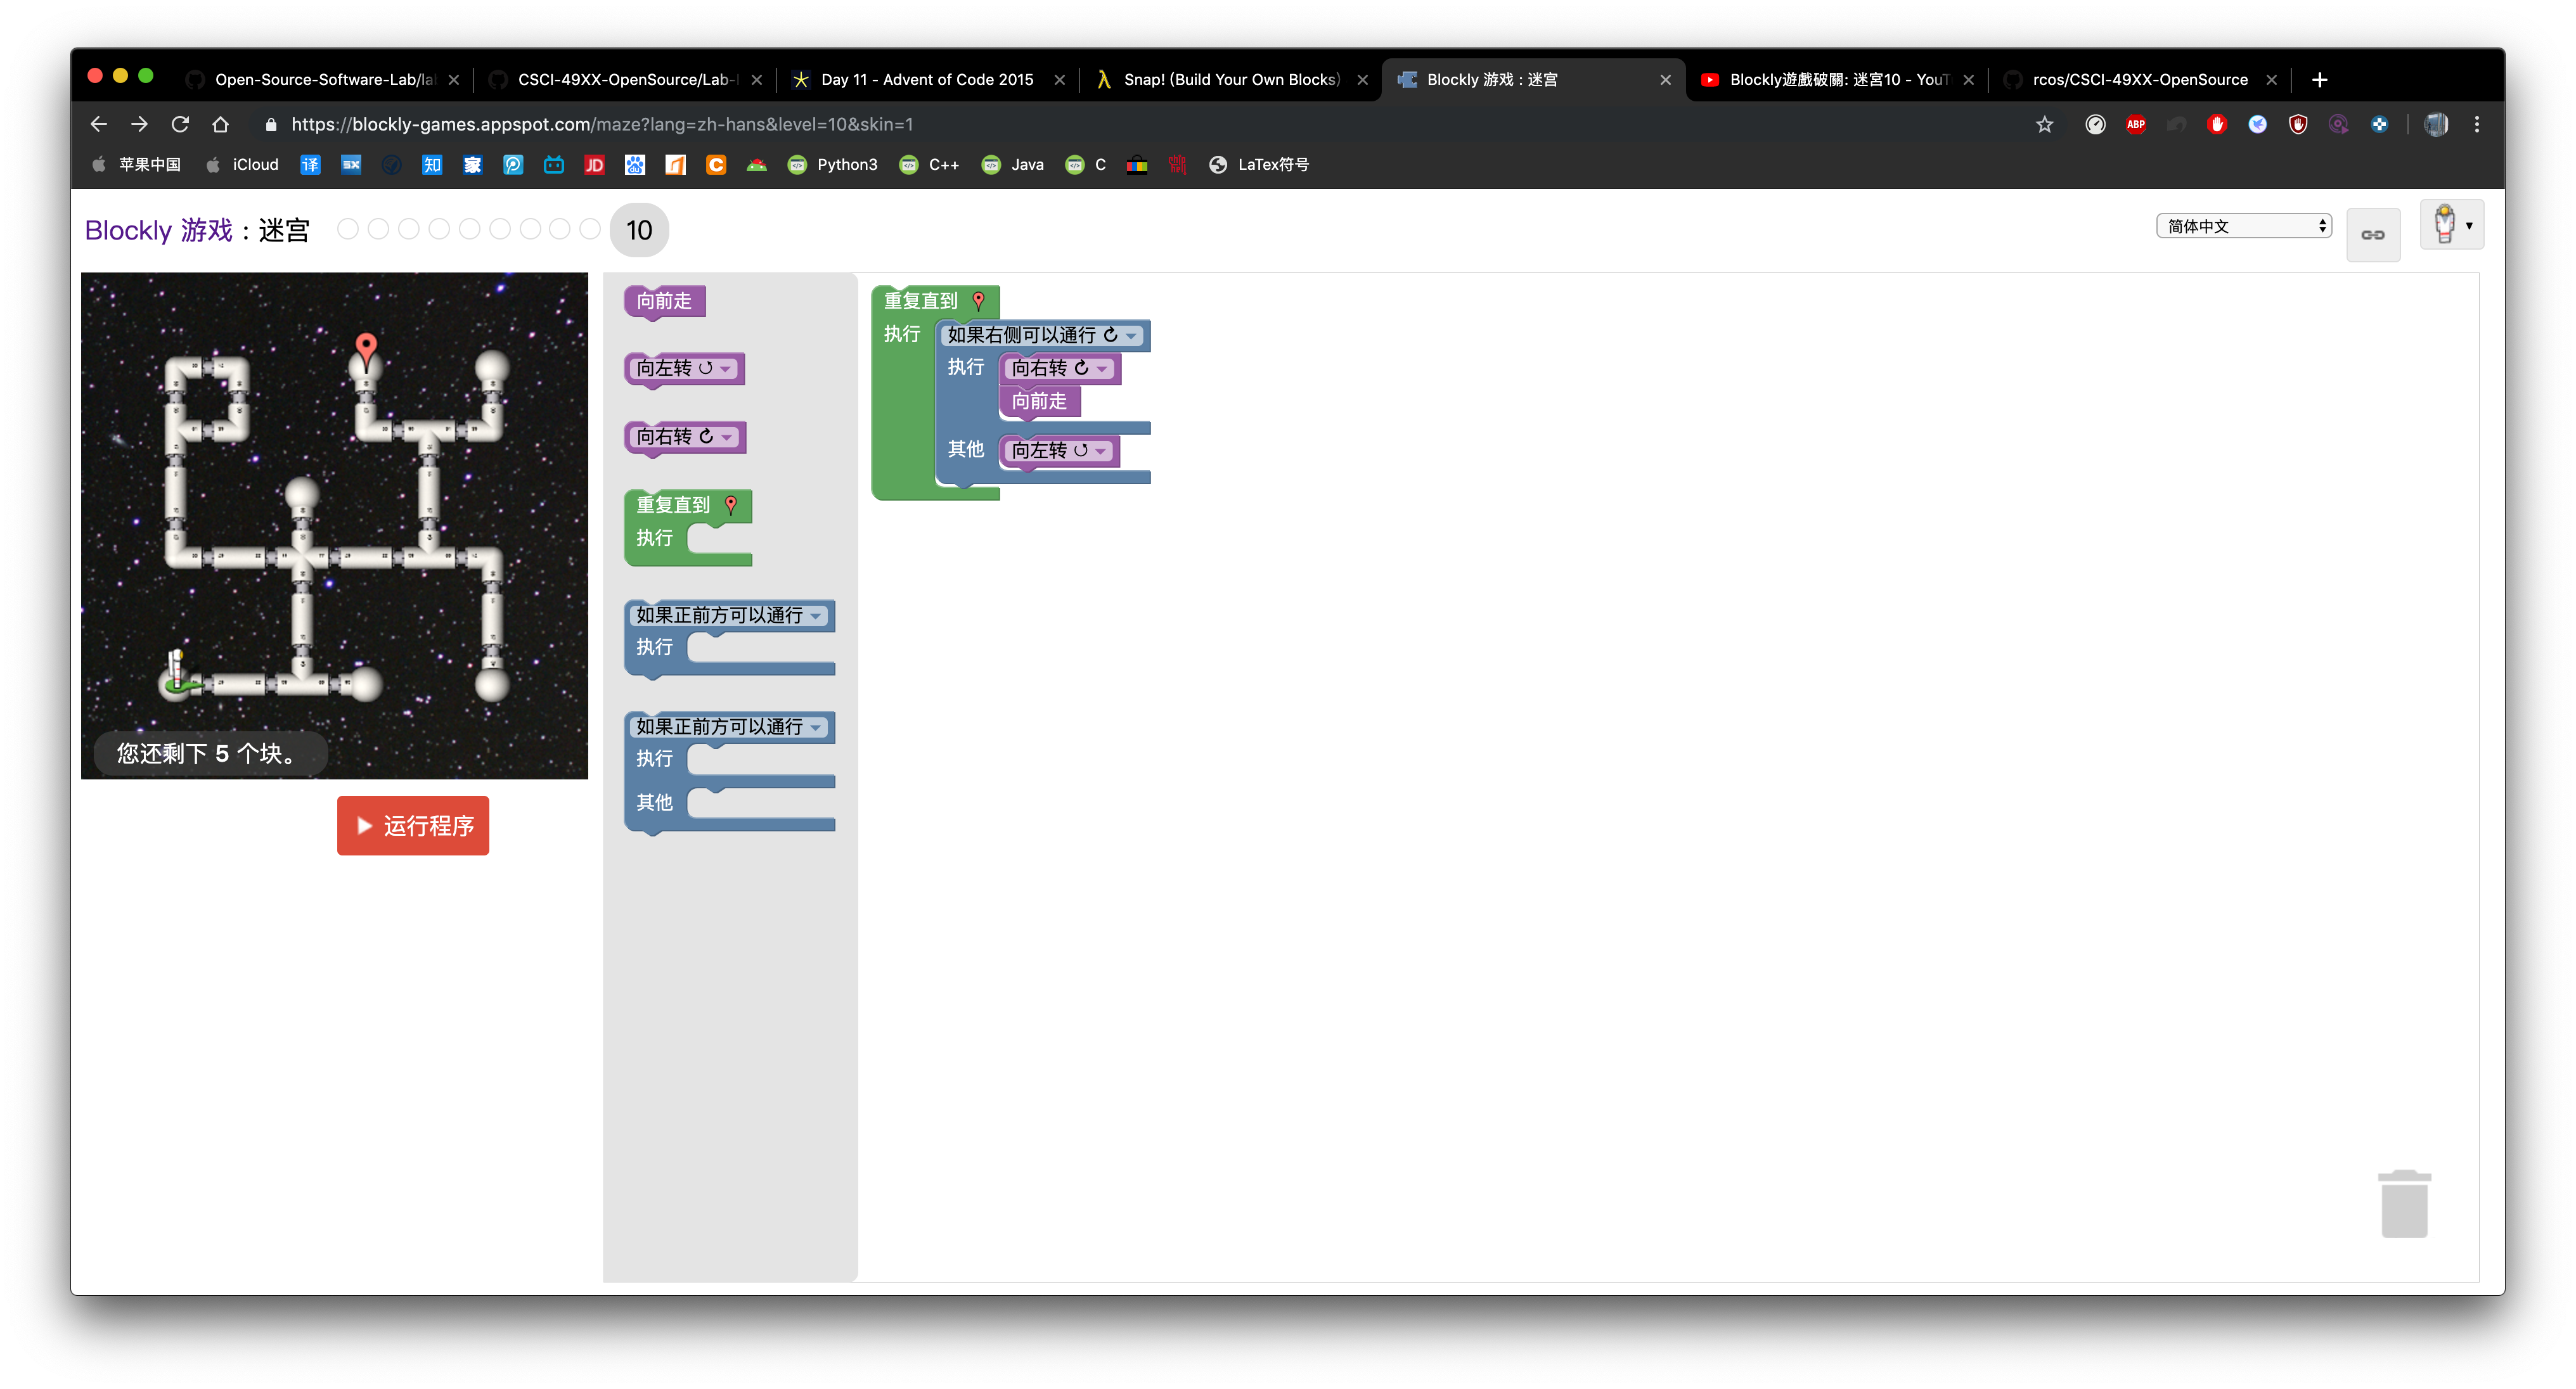 Open-Source-Software-Lab/la
CSCI-49XX-OpenSource/Lab-
Day 11 - Advent of Code 2015
Snap! (Build Your Own Blocks)
Blockly 游戏 : 迷宫
Blockly遊戲破關: 迷宮10 - YouT
rcos/CSCI-49XX-OpenSource
https://blockly-games.appspot.com/maze?lang=zh-hans&level=10&skin=1
ABP
苹果中国
iCloud
译
sx
知
家
JD
du
C
Python3
C++
Java
C
LaTex符号
Blockly 游戏 : 迷宫
10
简体中文
您还剩下 5 个块。
运行程序
向前走
向左转
向右转
重复直到
执行
如果正前方可以通行
执行
如果正前方可以通行
执行
其他
重复直到
执行
如果右侧可以通行
执行
向右转
向前走
其他
向左转